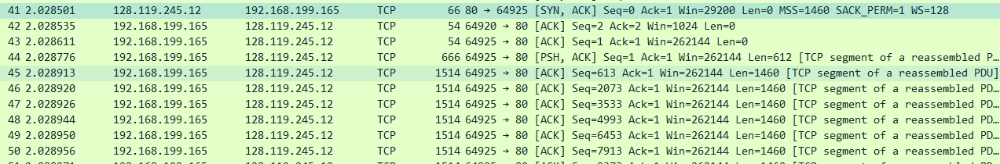 41 2.028501 128.119.245.12 192.168.199.165 TCP 66 80 → 64925 [SYN, ACK] Seq=0 Ack=1 Win=29200 Len=0 MSS=1460 SACK_PERM=1 WS=128
42 2.028535 192.168.199.165 128.119.245.12 TCP 54 64920 → 80 [ACK] Seq=2 Ack=2 Win=1024 Len=0
43 2.028611 192.168.199.165 128.119.245.12 TCP 54 64925 → 80 [ACK] Seq=1 Ack=1 Win=262144 Len=0
44 2.028776 192.168.199.165 128.119.245.12 TCP 666 64925 → 80 [PSH, ACK] Seq=1 Ack=1 Win=262144 Len=612 [TCP segment of a reassembled P…
45 2.028913 192.168.199.165 128.119.245.12 TCP 1514 64925 → 80 [ACK] Seq=613 Ack=1 Win=262144 Len=1460 [TCP segment of a reassembled PDU]
46 2.028920 192.168.199.165 128.119.245.12 TCP 1514 64925 → 80 [ACK] Seq=2073 Ack=1 Win=262144 Len=1460 [TCP segment of a reassembled PD…
47 2.028926 192.168.199.165 128.119.245.12 TCP 1514 64925 → 80 [ACK] Seq=3533 Ack=1 Win=262144 Len=1460 [TCP segment of a reassembled PD…
48 2.028944 192.168.199.165 128.119.245.12 TCP 1514 64925 → 80 [ACK] Seq=4993 Ack=1 Win=262144 Len=1460 [TCP segment of a reassembled PD…
49 2.028950 192.168.199.165 128.119.245.12 TCP 1514 64925 → 80 [ACK] Seq=6453 Ack=1 Win=262144 Len=1460 [TCP segment of a reassembled PD…
50 2.028956 192.168.199.165 128.119.245.12 TCP 1514 64925 → 80 [ACK] Seq=7913 Ack=1 Win=262144 Len=1460 [TCP segment of a reassembled PD…